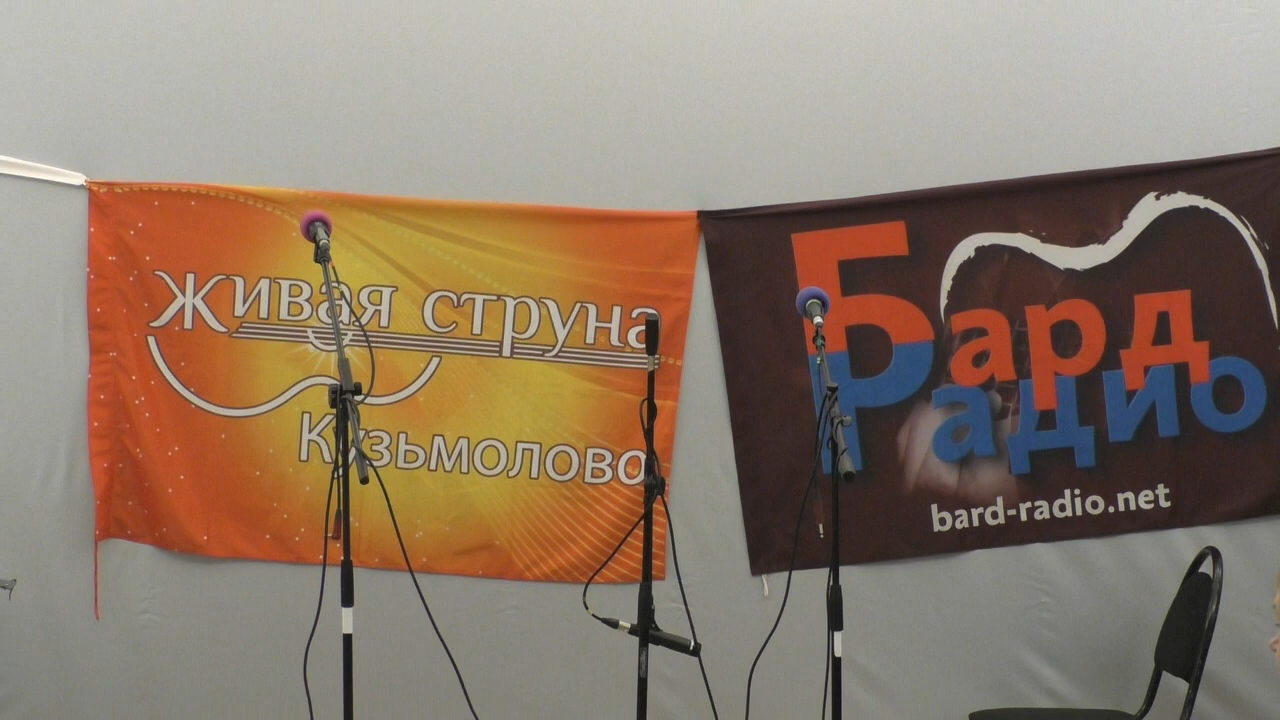 живая струна
Кузьмолово
Бард
Радио
bard-radio.net